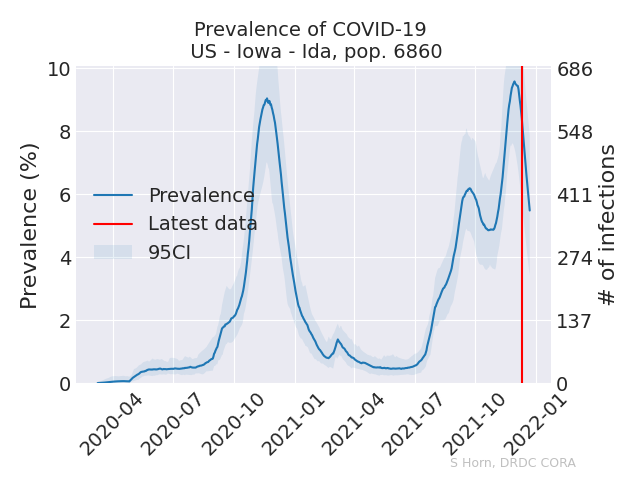 Prevalence of COVID-19
US - Iowa - Ida, pop. 6860
Prevalence (%)
10
8
6
4
2
0
Prevalence
Latest data
95CI
686
548
411
274
137
0
# of infections
2020-04
2020-07
2020-10
2021-01
2021-04
2021-07
2021-10
2022-01
S Horn, DRDC CORA